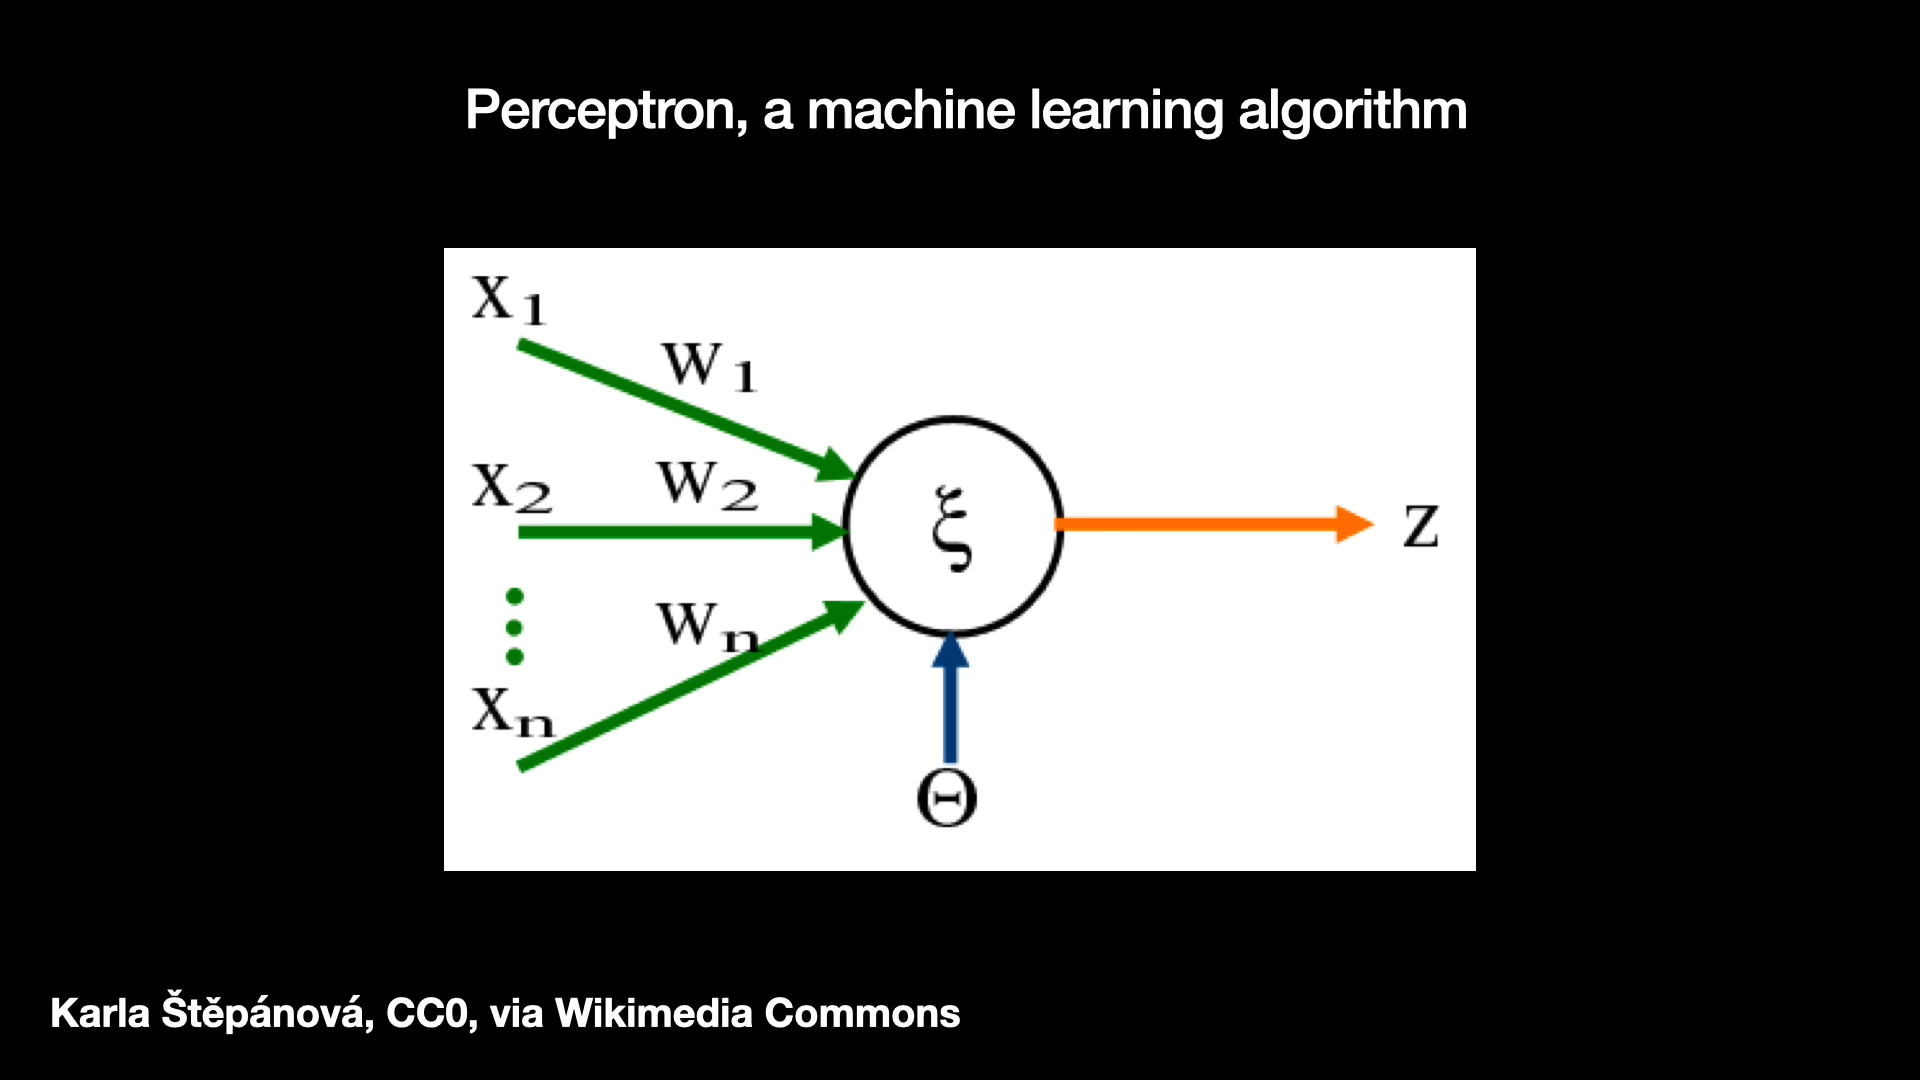 Perceptron, a machine learning algorithm
x₁
w₁
x₂
w₂
wₙ
xₙ
ξ
z
Θ
Karla Štěpánová, CC0, via Wikimedia Commons